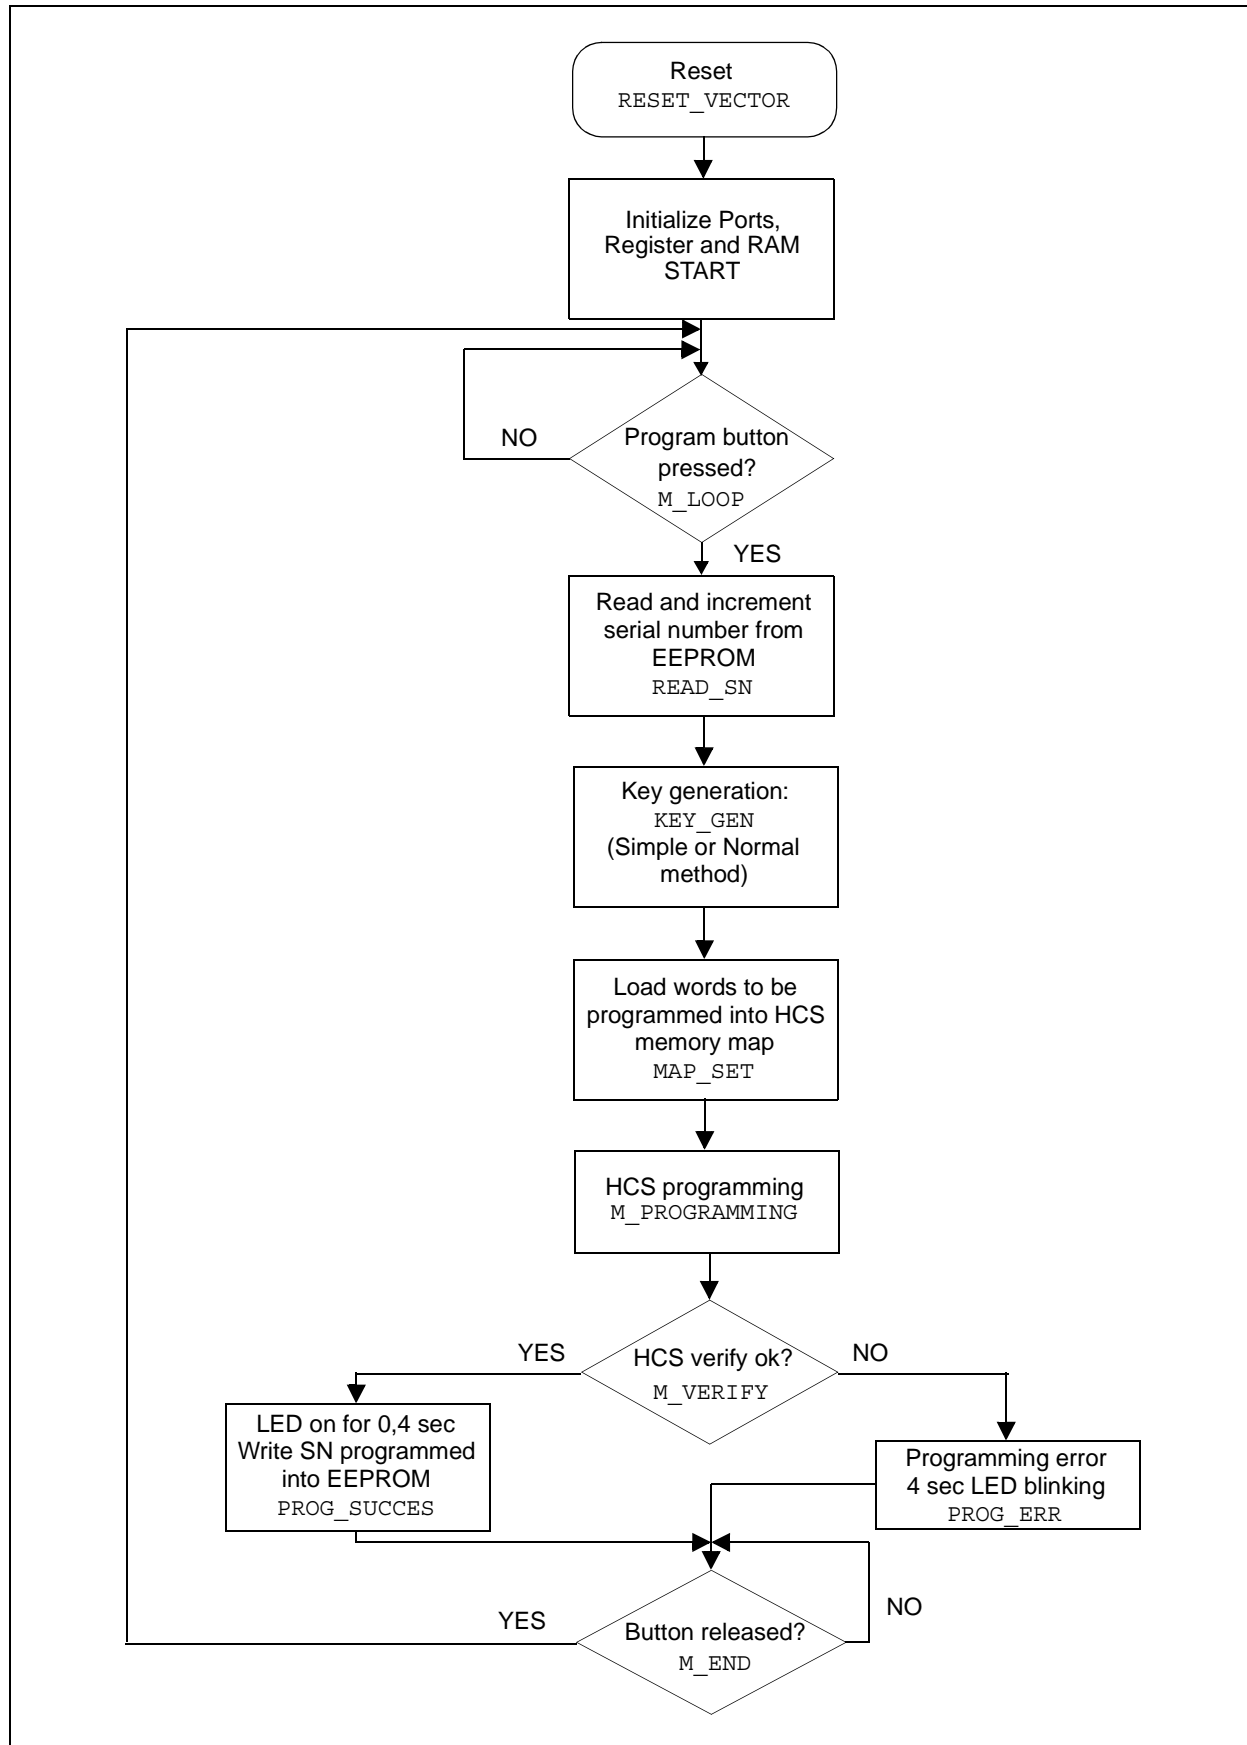 Reset
RESET_VECTOR
Initialize Ports,
Register and RAM
START
NO
Program button
pressed?
M_LOOP
YES
Read and increment
serial number from
EEPROM
READ_SN
Key generation:
KEY_GEN
(Simple or Normal
method)
Load words to be
programmed into HCS
memory map
MAP_SET
HCS programming
M_PROGRAMMING
YES
HCS verify ok?
NO
M_VERIFY
LED on for 0,4 sec
Write SN programmed
into EEPROM
PROG_SUCCES
Programming error
4 sec LED blinking
PROG_ERR
YES
Button released?
NO
M_END